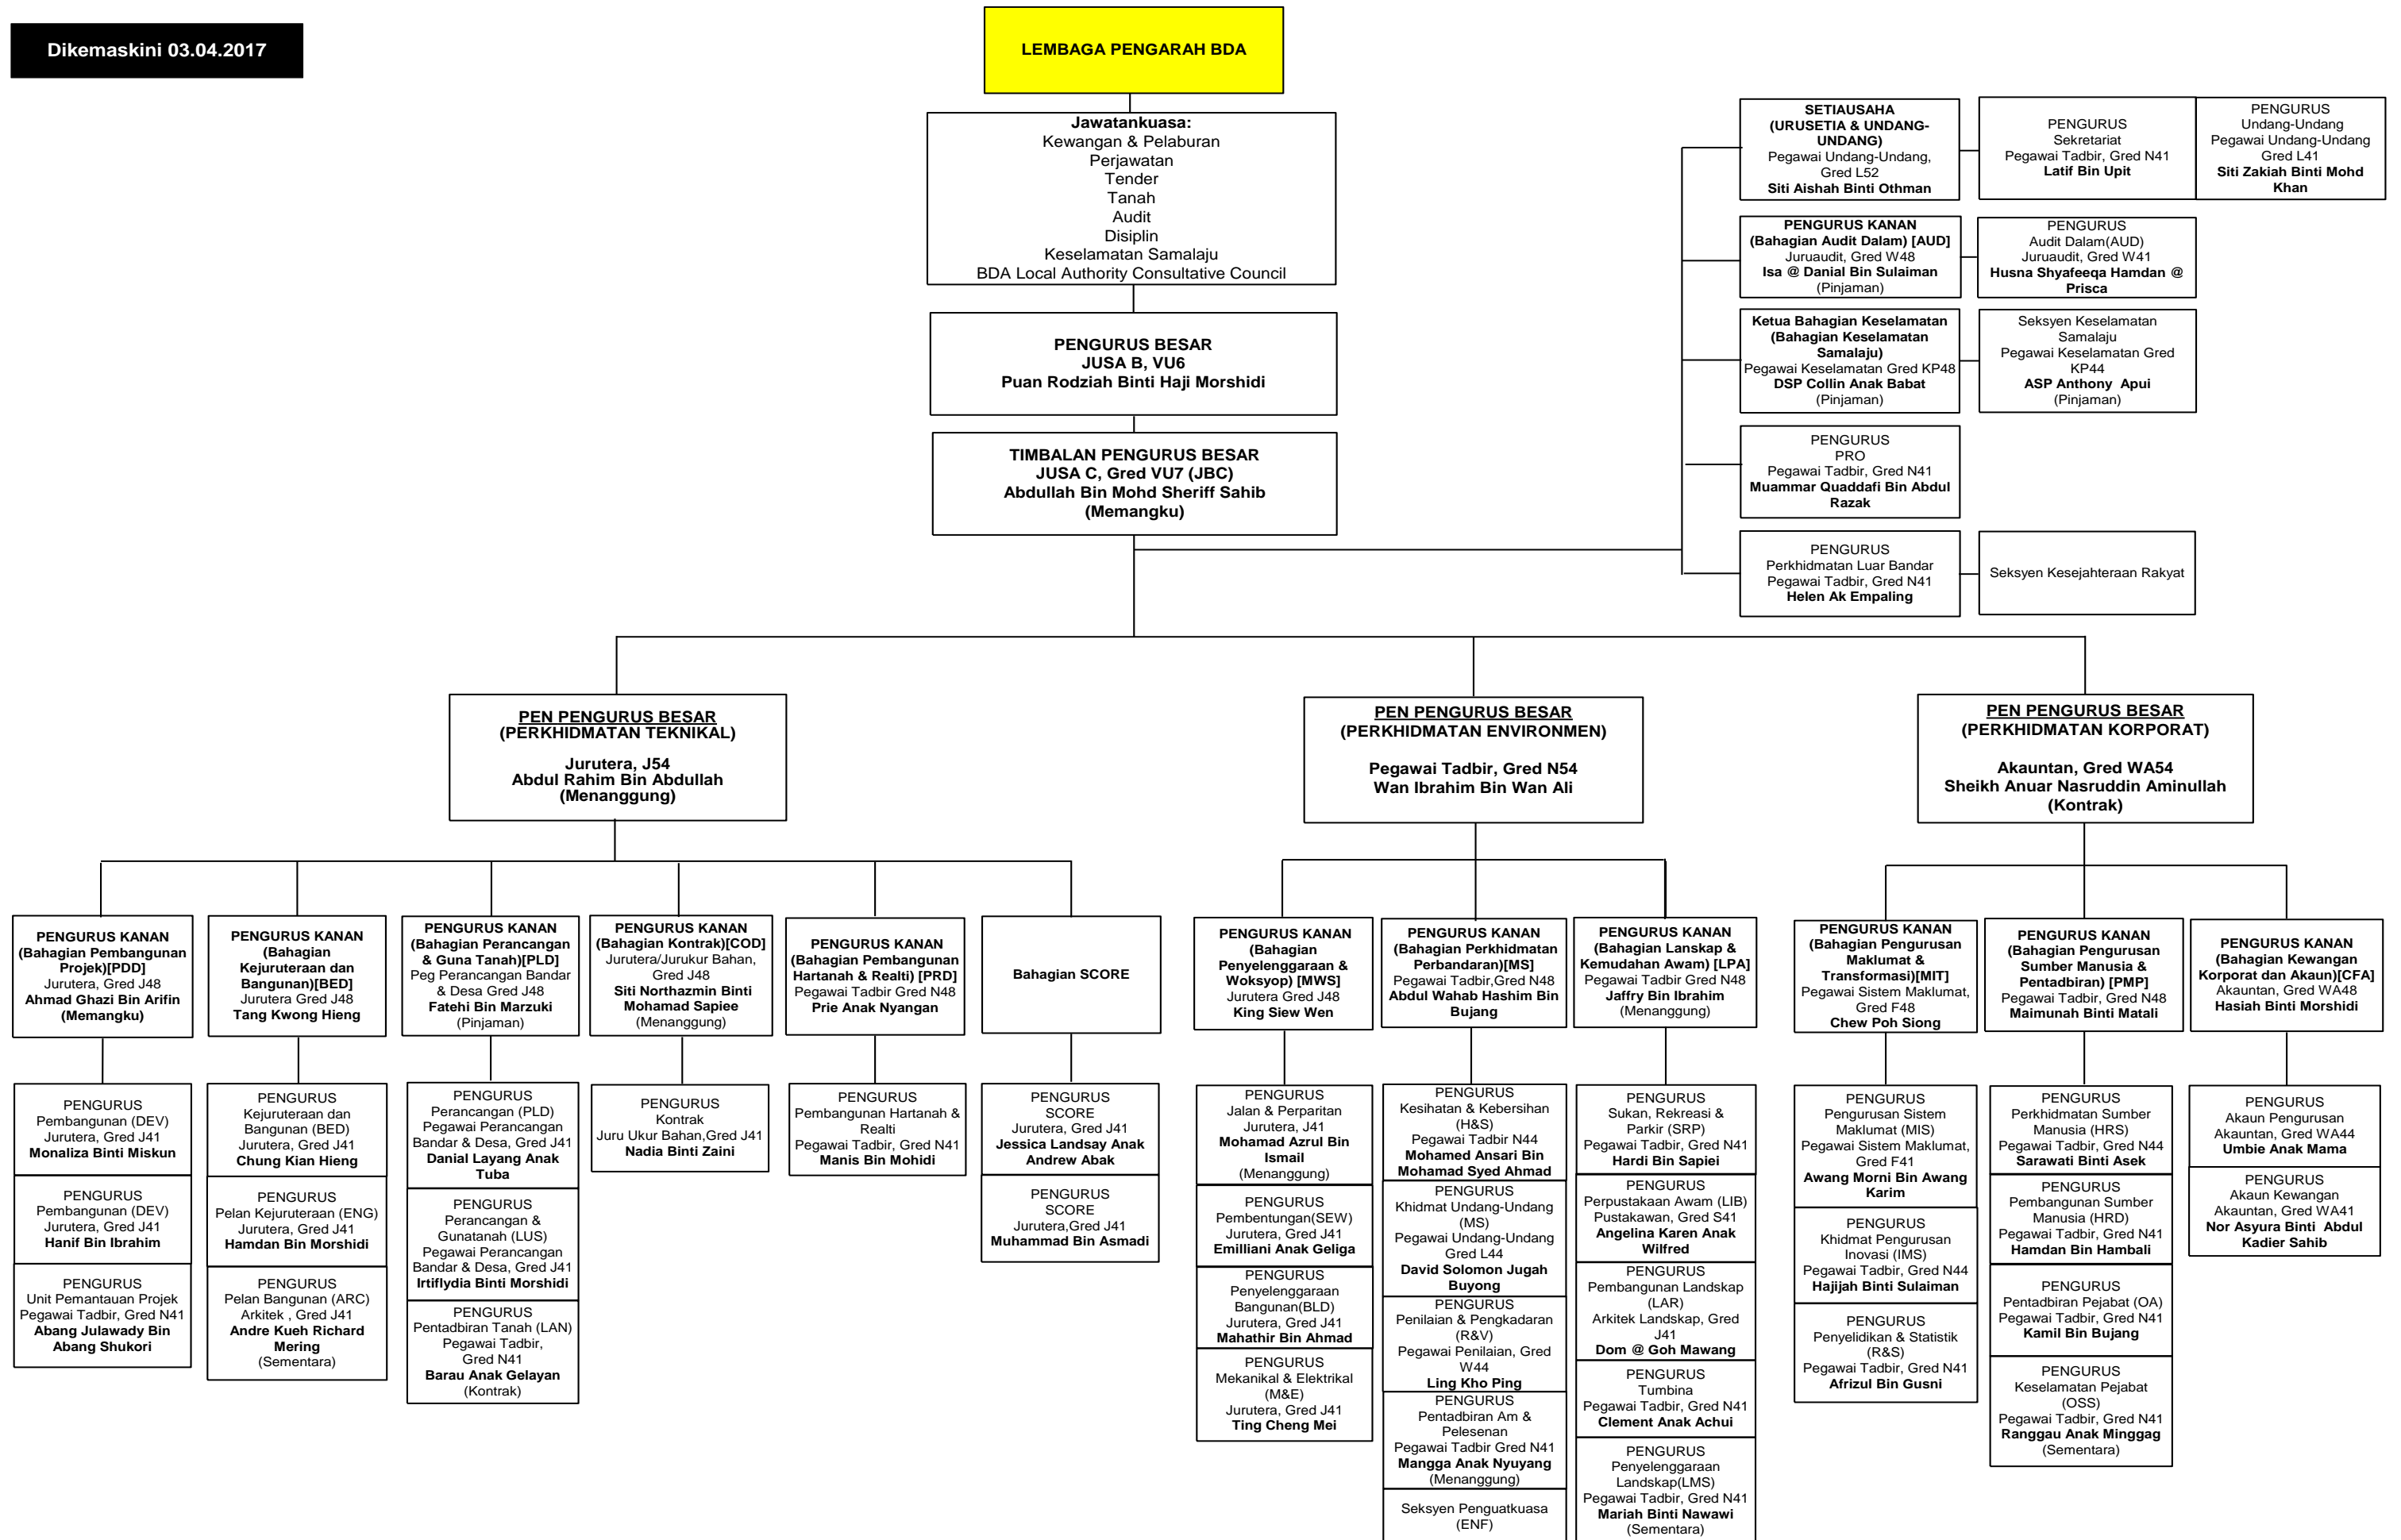 Dikemaskini 03.04.2017
LEMBAGA PENGARAH BDA
Jawatankuasa:
Kewangan & Pelaburan
Perjawatan
Tender
Tanah
Audit
Disiplin
Keselamatan Samalaju
BDA Local Authority Consultative Council
PENGURUS BESAR
JUSA B, VU6
Puan Rodziah Binti Haji Morshidi
TIMBALAN PENGURUS BESAR
JUSA C, Gred VU7 (JBC)
Abdullah Bin Mohd Sheriff Sahib
(Memangku)
SETIAUSAHA
(URUSETIA & UNDANG-
UNDANG)
Pegawai Undang-Undang,
Gred L52
Siti Aishah Binti Othman
PENGURUS
Sekretariat
Pegawai Tadbir, Gred N41
Latif Bin Upit
PENGURUS
Undang-Undang
Pegawai Undang-Undang
Gred L41
Siti Zakiah Binti Mohd
Khan
PENGURUS KANAN
(Bahagian Audit Dalam) [AUD]
Juruaudit, Gred W48
Isa @ Danial Bin Sulaiman
(Pinjaman)
PENGURUS
Audit Dalam(AUD)
Juruaudit, Gred W41
Husna Shyafeeqa Hamdan @
Prisca
Ketua Bahagian Keselamatan
(Bahagian Keselamatan
Samalaju)
Pegawai Keselamatan Gred KP48
DSP Collin Anak Babat
(Pinjaman)
Seksyen Keselamatan
Samalaju
Pegawai Keselamatan Gred
KP44
ASP Anthony Apui
(Pinjaman)
PENGURUS
PRO
Pegawai Tadbir, Gred N41
Muammar Quaddafi Bin Abdul
Razak
PENGURUS
Perkhidmatan Luar Bandar
Pegawai Tadbir, Gred N41
Helen Ak Empaling
Seksyen Kesejahteraan Rakyat
PEN PENGURUS BESAR
(PERKHIDMATAN TEKNIKAL)
Jurutera, J54
Abdul Rahim Bin Abdullah
(Menanggung)
PEN PENGURUS BESAR
(PERKHIDMATAN ENVIRONMEN)
Pegawai Tadbir, Gred N54
Wan Ibrahim Bin Wan Ali
PEN PENGURUS BESAR
(PERKHIDMATAN KORPORAT)
Akauntan, Gred WA54
Sheikh Anuar Nasruddin Aminullah
(Kontrak)
PENGURUS KANAN
(Bahagian Pembangunan
Projek)[PDD]
Jurutera, Gred J48
Ahmad Ghazi Bin Arifin
(Memangku)
PENGURUS KANAN
(Bahagian
Kejuruteraan dan
Bangunan)[BED]
Jurutera Gred J48
Tang Kwong Hieng
PENGURUS KANAN
(Bahagian Perancangan
& Guna Tanah)[PLD]
Peg Perancangan Bandar
& Desa Gred J48
Fatehi Bin Marzuki
(Pinjaman)
PENGURUS KANAN
(Bahagian Kontrak)[COD]
Jurutera/Jurukur Bahan,
Gred J48
Siti Northazmin Binti
Mohamad Sapiee
(Menanggung)
PENGURUS KANAN
(Bahagian Pembangunan
Hartanah & Realti) [PRD]
Pegawai Tadbir Gred N48
Prie Anak Nyangan
Bahagian SCORE
PENGURUS KANAN
(Bahagian
Penyelenggaraan &
Woksyop) [MWS]
Jurutera Gred J48
King Siew Wen
PENGURUS KANAN
(Bahagian Perkhidmatan
Perbandaran)[MS]
Pegawai Tadbir,Gred N48
Abdul Wahab Hashim Bin
Bujang
PENGURUS KANAN
(Bahagian Lanskap &
Kemudahan Awam) [LPA]
Pegawai Tadbir Gred N48
Jaffry Bin Ibrahim
(Menanggung)
PENGURUS KANAN
(Bahagian Pengurusan
Maklumat &
Transformasi)[MIT]
Pegawai Sistem Maklumat,
Gred F48
Chew Poh Siong
PENGURUS KANAN
(Bahagian Pengurusan
Sumber Manusia &
Pentadbiran) [PMP]
Pegawai Tadbir, Gred N48
Maimunah Binti Matali
PENGURUS KANAN
(Bahagian Kewangan
Korporat dan Akaun)[CFA]
Akauntan, Gred WA48
Hasiah Binti Morshidi
PENGURUS
Pembangunan (DEV)
Jurutera, Gred J41
Monaliza Binti Miskun
PENGURUS
Pembangunan (DEV)
Jurutera, Gred J41
Hanif Bin Ibrahim
PENGURUS
Unit Pemantauan Projek
Pegawai Tadbir, Gred N41
Abang Julawady Bin
Abang Shukori
PENGURUS
Kejuruteraan dan
Bangunan (BED)
Jurutera, Gred J41
Chung Kian Hieng
PENGURUS
Pelan Kejuruteraan (ENG)
Jurutera, Gred J41
Hamdan Bin Morshidi
PENGURUS
Pelan Bangunan (ARC)
Arkitek , Gred J41
Andre Kueh Richard
Mering
(Sementara)
PENGURUS
Perancangan (PLD)
Pegawai Perancangan
Bandar & Desa, Gred J41
Danial Layang Anak
Tuba
PENGURUS
Perancangan &
Gunatanah (LUS)
Pegawai Perancangan
Bandar & Desa, Gred J41
Irtiflydia Binti Morshidi
PENGURUS
Pentadbiran Tanah (LAN)
Pegawai Tadbir,
Gred N41
Barau Anak Gelayan
(Kontrak)
PENGURUS
Kontrak
Juru Ukur Bahan,Gred J41
Nadia Binti Zaini
PENGURUS
Pembangunan Hartanah &
Realti
Pegawai Tadbir, Gred N41
Manis Bin Mohidi
PENGURUS
SCORE
Jurutera, Gred J41
Jessica Landsay Anak
Andrew Abak
PENGURUS
SCORE
Jurutera,Gred J41
Muhammad Bin Asmadi
PENGURUS
Jalan & Perparitan
Jurutera, J41
Mohamad Azrul Bin
Ismail
(Menanggung)
PENGURUS
Pembentungan(SEW)
Jurutera, Gred J41
Emilliani Anak Geliga
PENGURUS
Penyelenggaraan
Bangunan(BLD)
Jurutera, Gred J41
Mahathir Bin Ahmad
PENGURUS
Mekanikal & Elektrikal
(M&E)
Jurutera, Gred J41
Ting Cheng Mei
PENGURUS
Kesihatan & Kebersihan
(H&S)
Pegawai Tadbir N44
Mohamed Ansari Bin
Mohamad Syed Ahmad
PENGURUS
Khidmat Undang-Undang
(MS)
Pegawai Undang-Undang
Gred L44
David Solomon Jugah
Buyong
PENGURUS
Penilaian & Pengkadaran
(R&V)
Pegawai Penilaian, Gred
W44
Ling Kho Ping
PENGURUS
Pentadbiran Am &
Pelesenan
Pegawai Tadbir Gred N41
Mangga Anak Nyuyang
(Menanggung)
Seksyen Penguatkuasa
(ENF)
PENGURUS
Sukan, Rekreasi &
Parkir (SRP)
Pegawai Tadbir, Gred N41
Hardi Bin Sapiei
PENGURUS
Perpustakaan Awam (LIB)
Pustakawan, Gred S41
Angelina Karen Anak
Wilfred
PENGURUS
Pembangunan Landskap
(LAR)
Arkitek Landskap, Gred
J41
Dom @ Goh Mawang
PENGURUS
Tumbina
Pegawai Tadbir, Gred N41
Clement Anak Achui
PENGURUS
Penyelenggaraan
Landskap(LMS)
Pegawai Tadbir, Gred N41
Mariah Binti Nawawi
(Sementara)
PENGURUS
Pengurusan Sistem
Maklumat (MIS)
Pegawai Sistem Maklumat,
Gred F41
Awang Morni Bin Awang
Karim
PENGURUS
Khidmat Pengurusan
Inovasi (IMS)
Pegawai Tadbir, Gred N44
Hajijah Binti Sulaiman
PENGURUS
Penyelidikan & Statistik
(R&S)
Pegawai Tadbir, Gred N41
Afrizul Bin Gusni
PENGURUS
Perkhidmatan Sumber
Manusia (HRS)
Pegawai Tadbir, Gred N44
Sarawati Binti Asek
PENGURUS
Pembangunan Sumber
Manusia (HRD)
Pegawai Tadbir, Gred N41
Hamdan Bin Hambali
PENGURUS
Pentadbiran Pejabat (OA)
Pegawai Tadbir, Gred N41
Kamil Bin Bujang
PENGURUS
Keselamatan Pejabat
(OSS)
Pegawai Tadbir, Gred N41
Ranggau Anak Minggag
(Sementara)
PENGURUS
Akaun Pengurusan
Akauntan, Gred WA44
Umbie Anak Mama
PENGURUS
Akaun Kewangan
Akauntan, Gred WA41
Nor Asyura Binti Abdul
Kadier Sahib